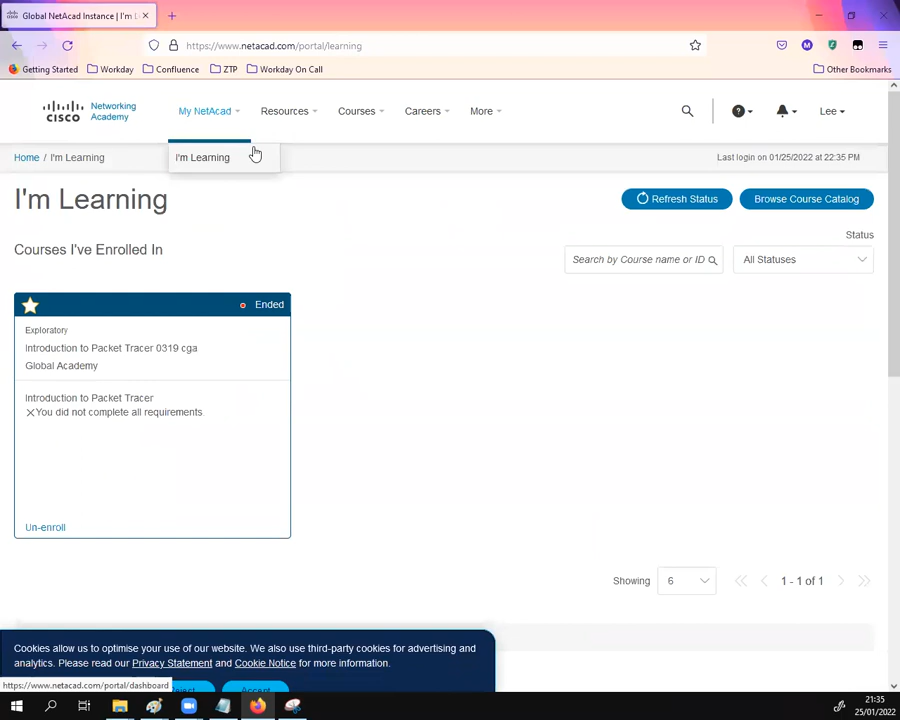 Global NetAcad Instance | I'm L
https://www.netacad.com/portal/learning
Getting Started
Workday
Confluence
ZTP
Workday On Call
Other Bookmarks
CISCO
Networking
Academy
My NetAcad
Resources
Courses
Careers
More
Lee
Home / I'm Learning
I'm Learning
Last login on 01/25/2022 at 22:35 PM
I'm Learning
Refresh Status
Browse Course Catalog
Status
Courses I've Enrolled In
Search by Course name or ID
All Statuses
Ended
Exploratory
Introduction to Packet Tracer 0319 cga
Global Academy
Introduction to Packet Tracer
You did not complete all requirements.
Un-enroll
Showing
6
1 - 1 of 1
Cookies allow us to optimise your use of our website. We also use third-party cookies for advertising and
analytics. Please read our Privacy Statement and Cookie Notice for more information.
https://www.netacad.com/portal/dashboard
Accept
21:35
25/01/2022